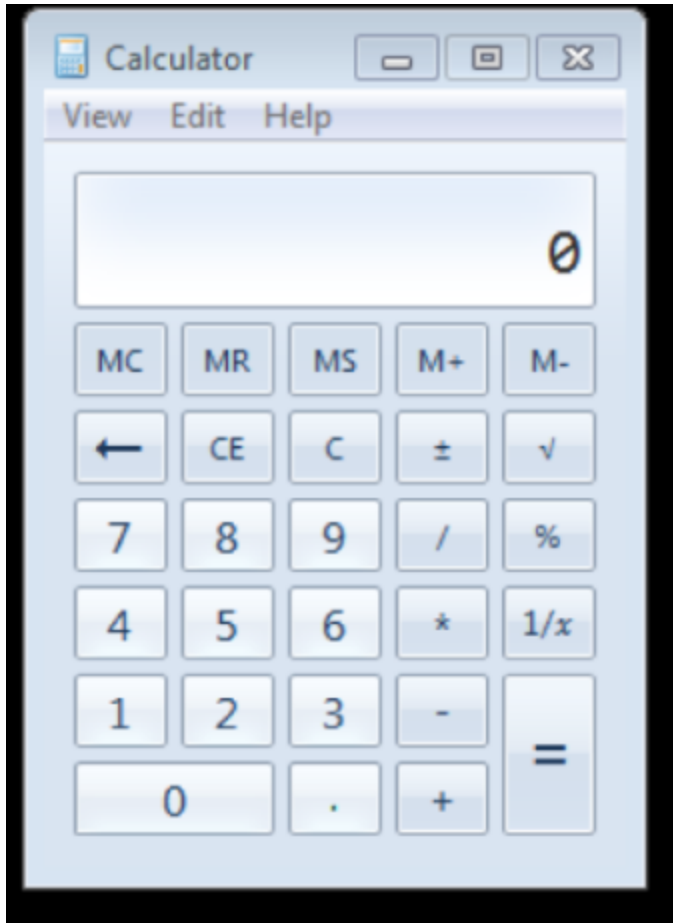 Calculator
View Edit Help
0
MC MR MS M+ M-
← CE C ± √
7 8 9 / %
4 5 6 * 1/x
1 2 3 - =
0 . +